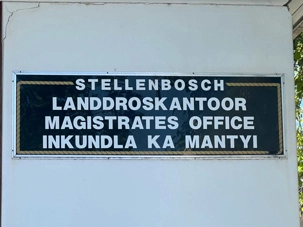 STELLENBOSCH
LANDDROSKANTOOR
MAGISTRATES OFFICE
INKUNDLA KA MANTYI